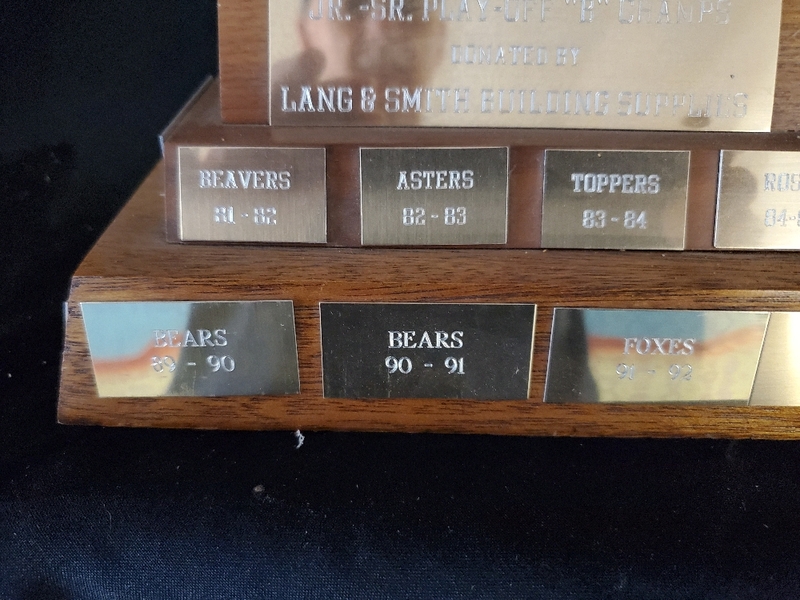 JR. -SR. PLAY-OFF "B" CHAMPS
DONATED BY
LANG & SMITH BUILDING SUPPLIES
BEAVERS
81-82
ASTERS
82-83
TOPPERS
83-84
BEARS
89 - 90
BEARS
90 - 91
FOXES
91 - 92